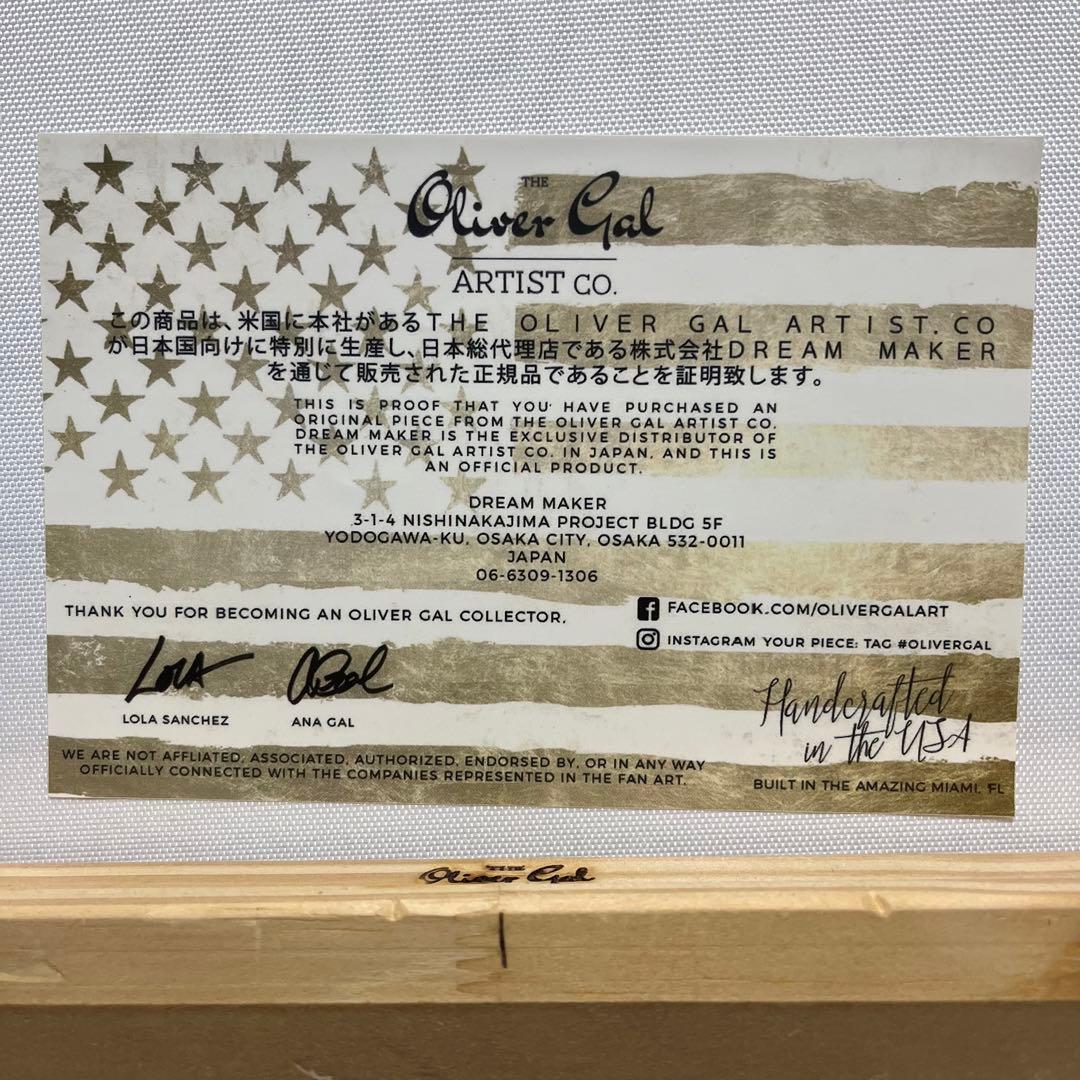 THE
Oliver Gal
ARTIST CO.
この商品は、米国に本社があるTHE OLIVER GAL ARTIST.CO
が日本国向けに特別に生産し、日本総代理店である株式会社DREAM MAKER
を通じて販売された正規品であることを証明致します。
THIS IS PROOF THAT YOU HAVE PURCHASED AN
ORIGINAL PIECE FROM THE OLIVER GAL ARTIST CO.
DREAM MAKER IS THE EXCLUSIVE DISTRIBUTOR OF
THE OLIVER GAL ARTIST CO. IN JAPAN. AND THIS IS
AN OFFICIAL PRODUCT.
DREAM MAKER
3-1-4 NISHINAKAJIMA PROJECT BLDG 5F
YODOGAWA-KU, OSAKA CITY, OSAKA 532-0011
JAPAN
06-6309-1306
THANK YOU FOR BECOMING AN OLIVER GAL COLLECTOR,
FACEBOOK.COM/OLIVERGALART
INSTAGRAM YOUR PIECE: TAG #OLIVERGAL
LOLA
AGal
LOLA SANCHEZ
ANA GAL
Handcrafted
in the USA
WE ARE NOT AFFLIATED, ASSOCIATED, AUTHORIZED, ENDORSED BY, OR IN ANY WAY
OFFICIALLY CONNECTED WITH THE COMPANIES REPRESENTED IN THE FAN ART.
BUILT IN THE AMAZING MIAMI, FL
THE
Oliver Gal